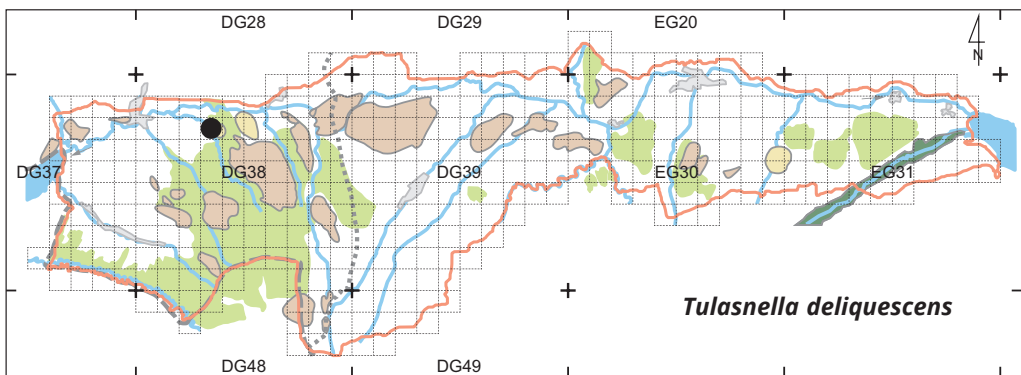 DG28 DG29 EG20
N
DG37 DG38 DG39 EG30 EG31
Tulasnella deliquescens
DG48 DG49